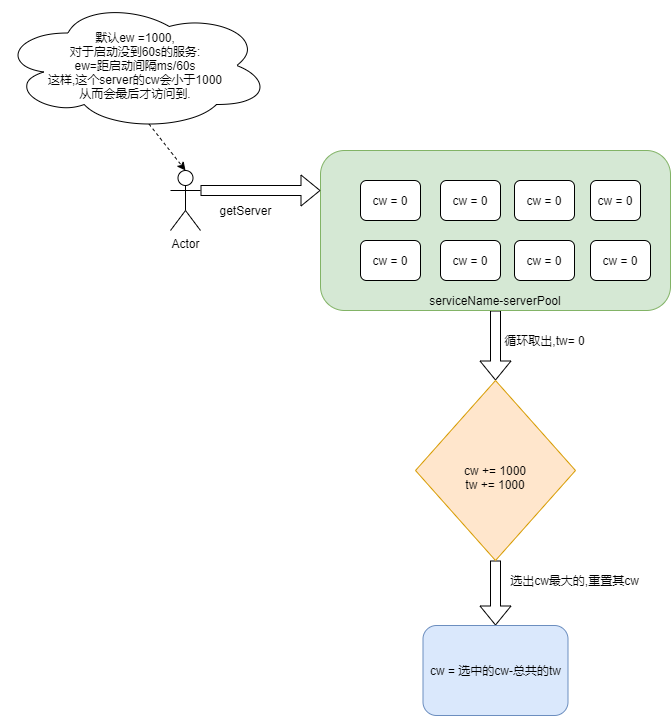 默认ew =1000,
对于启动没到60s的服务:
ew=距启动间隔ms/60s
这样,这个server的cw会小于1000
从而会最后才访问到.
getServer
Actor
cw = 0
cw = 0
cw = 0
cw = 0
cw = 0
cw = 0
cw = 0
cw = 0
serviceName-serverPool
循环取出,tw= 0
cw += 1000
tw += 1000
选出cw最大的,重置其cw
cw = 选中的cw-总共的tw